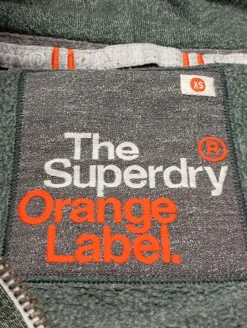 XS
The ®
Superdry
Orange
Label.